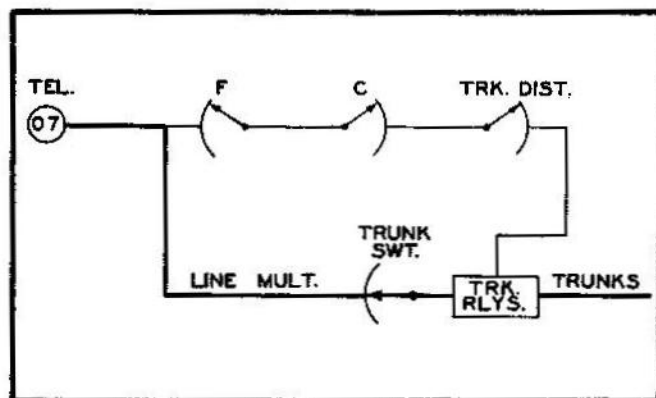 TEL.
F
C
TRK. DIST.
07
TRUNK
SWT.
LINE MULT.
TRK.
RLYS.
TRUNKS